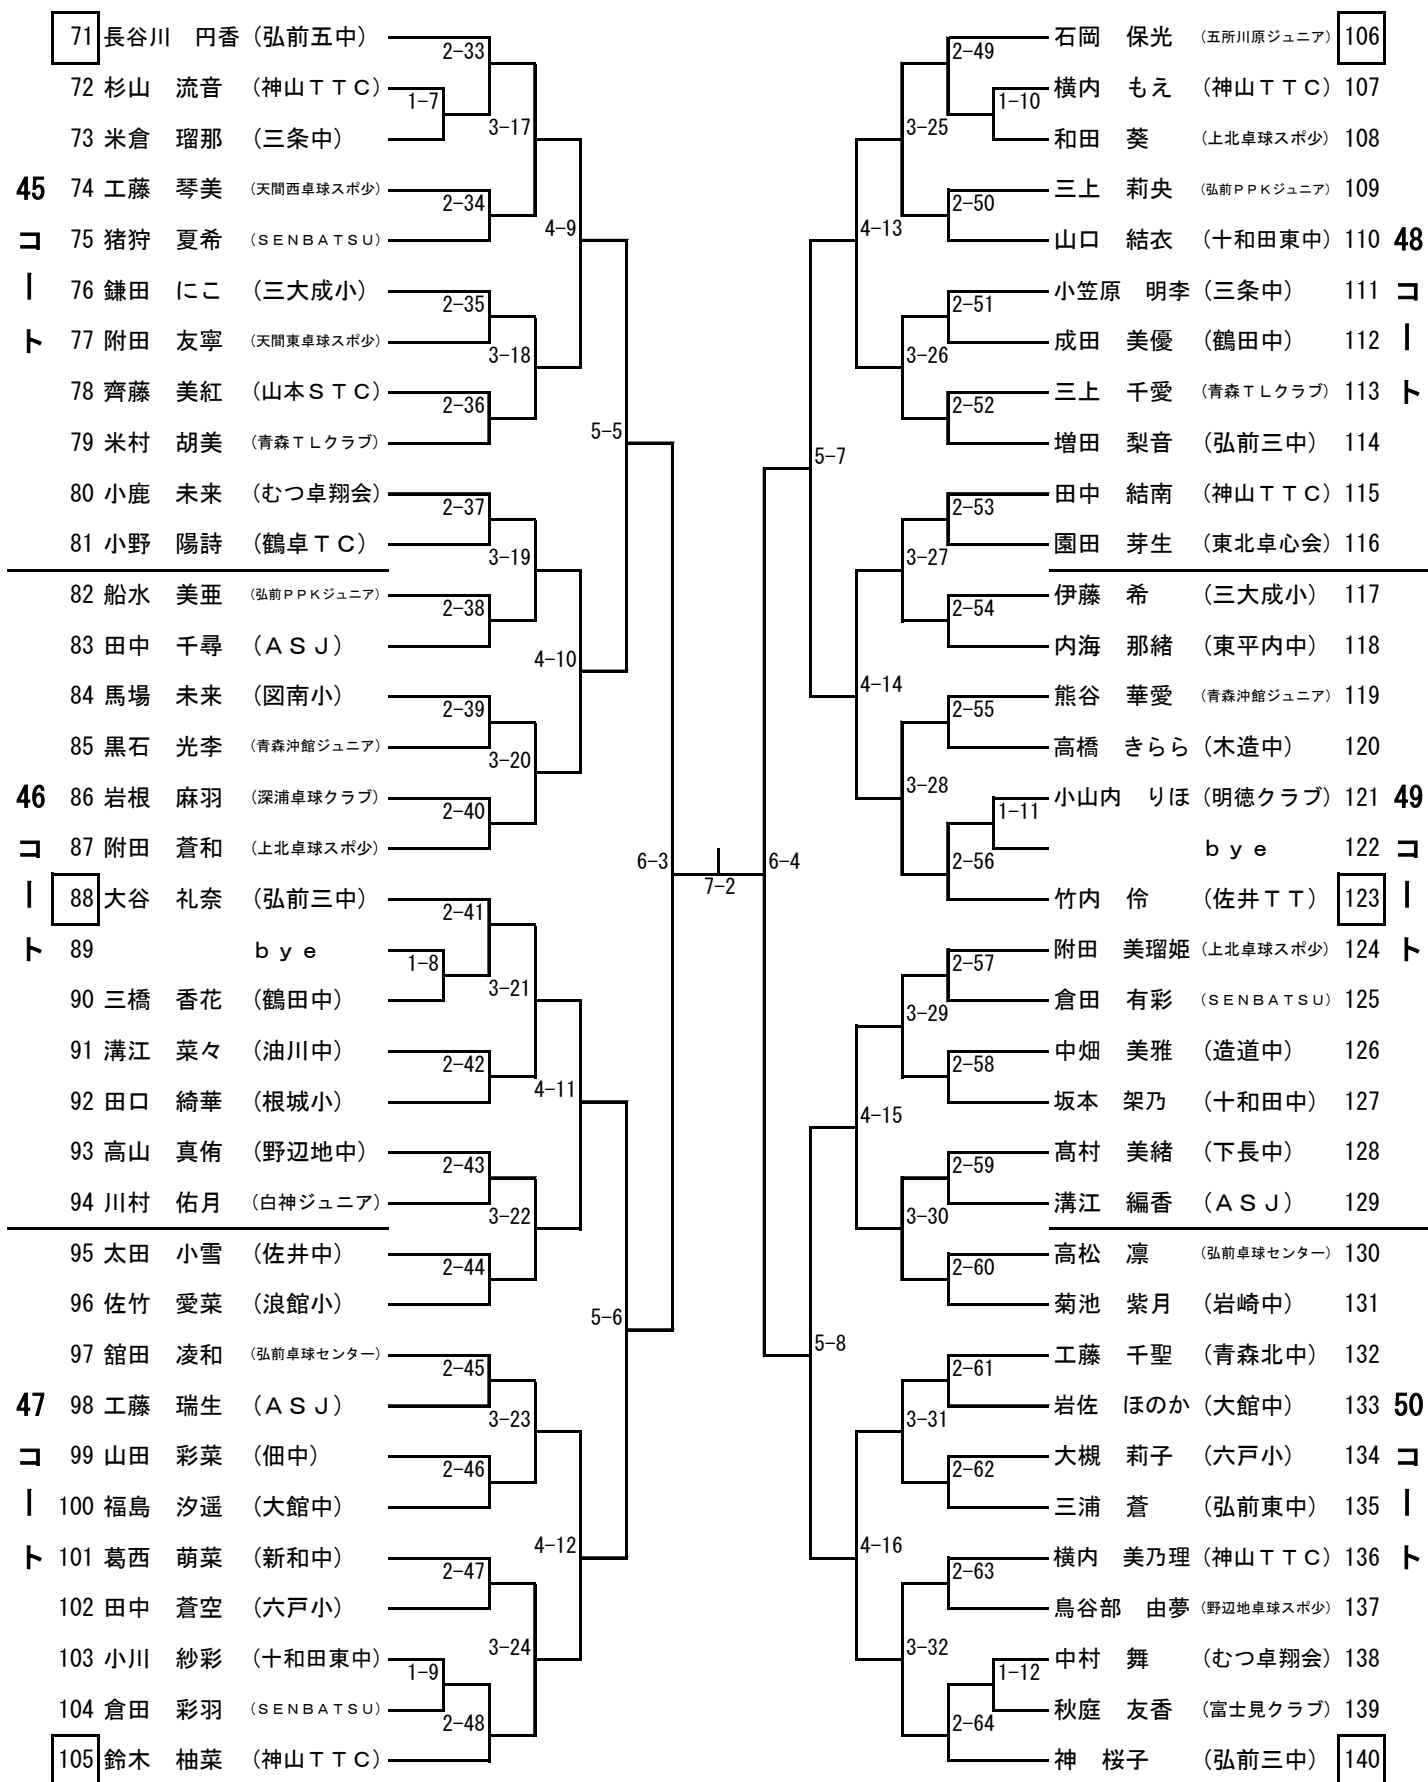 71 長谷川 円香 (弘前五中)
72 杉山 流音 (神山ＴＴＣ)
73 米倉 瑠那 (三条中)
74 工藤 琴美 (天間西卓球スポ少)
75 猪狩 夏希 (ＳＥＮＢＡＴＳＵ)
76 鎌田 にこ (三大成小)
77 附田 友寧 (天間東卓球スポ少)
78 齊藤 美紅 (山本ＳＴＣ)
79 米村 胡美 (青森ＴＬクラブ)
80 小鹿 未来 (むつ卓翔会)
81 小野 陽詩 (鶴卓ＴＣ)
45コート
82 船水 美亜 (弘前ＰＰＫジュニア)
83 田中 千尋 (ＡＳＪ)
84 馬場 未来 (図南小)
85 黒石 光李 (青森沖館ジュニア)
86 岩根 麻羽 (深浦卓球クラブ)
87 附田 蒼和 (上北卓球スポ少)
88 大谷 礼奈 (弘前三中)
89 ｂｙｅ
90 三橋 香花 (鶴田中)
91 溝江 菜々 (油川中)
92 田口 綺華 (根城小)
93 高山 真侑 (野辺地中)
94 川村 佑月 (白神ジュニア)
46コート
95 太田 小雪 (佐井中)
96 佐竹 愛菜 (浪館小)
97 舘田 凌和 (弘前卓球センター)
98 工藤 瑞生 (ＡＳＪ)
99 山田 彩菜 (佃中)
100 福島 汐遥 (大館中)
101 葛西 萌菜 (新和中)
102 田中 蒼空 (六戸小)
103 小川 紗彩 (十和田東中)
104 倉田 彩羽 (ＳＥＮＢＡＴＳＵ)
105 鈴木 柚菜 (神山ＴＴＣ)
47コート
1-7
1-8
1-9
2-33
2-34
2-35
2-36
2-37
2-38
2-39
2-40
2-41
2-42
2-43
2-44
2-45
2-46
2-47
2-48
3-17
3-18
3-19
3-20
3-21
3-22
3-23
3-24
4-9
4-10
4-11
4-12
5-5
5-6
6-3
7-2
6-4
5-7
5-8
4-13
4-14
4-15
4-16
3-25
3-26
3-27
3-28
3-29
3-30
3-31
3-32
2-49
2-50
2-51
2-52
2-53
2-54
2-55
2-56
2-57
2-58
2-59
2-60
2-61
2-62
2-63
2-64
1-10
1-11
1-12
石岡 保光 (五所川原ジュニア) 106
横内 もえ (神山ＴＴＣ) 107
和田 葵 (上北卓球スポ少) 108
三上 莉央 (弘前ＰＰＫジュニア) 109
山口 結衣 (十和田東中) 110
小笠原 明李 (三条中) 111
成田 美優 (鶴田中) 112
三上 千愛 (青森ＴＬクラブ) 113
増田 梨音 (弘前三中) 114
田中 結南 (神山ＴＴＣ) 115
園田 芽生 (東北卓心会) 116
48コート
伊藤 希 (三大成小) 117
内海 那緒 (東平内中) 118
熊谷 華愛 (青森沖館ジュニア) 119
高橋 きらら (木造中) 120
小山内 りほ (明徳クラブ) 121
ｂｙｅ 122
竹内 伶 (佐井ＴＴ) 123
附田 美瑠姫 (上北卓球スポ少) 124
倉田 有彩 (ＳＥＮＢＡＴＳＵ) 125
中畑 美雅 (造道中) 126
坂本 架乃 (十和田中) 127
髙村 美緒 (下長中) 128
溝江 編香 (ＡＳＪ) 129
49コート
高松 凛 (弘前卓球センター) 130
菊池 紫月 (岩崎中) 131
工藤 千聖 (青森北中) 132
岩佐 ほのか (大館中) 133
大槻 莉子 (六戸小) 134
三浦 蒼 (弘前東中) 135
横内 美乃理 (神山ＴＴＣ) 136
鳥谷部 由夢 (野辺地卓球スポ少) 137
中村 舞 (むつ卓翔会) 138
秋庭 友香 (富士見クラブ) 139
神 桜子 (弘前三中) 140
50コート